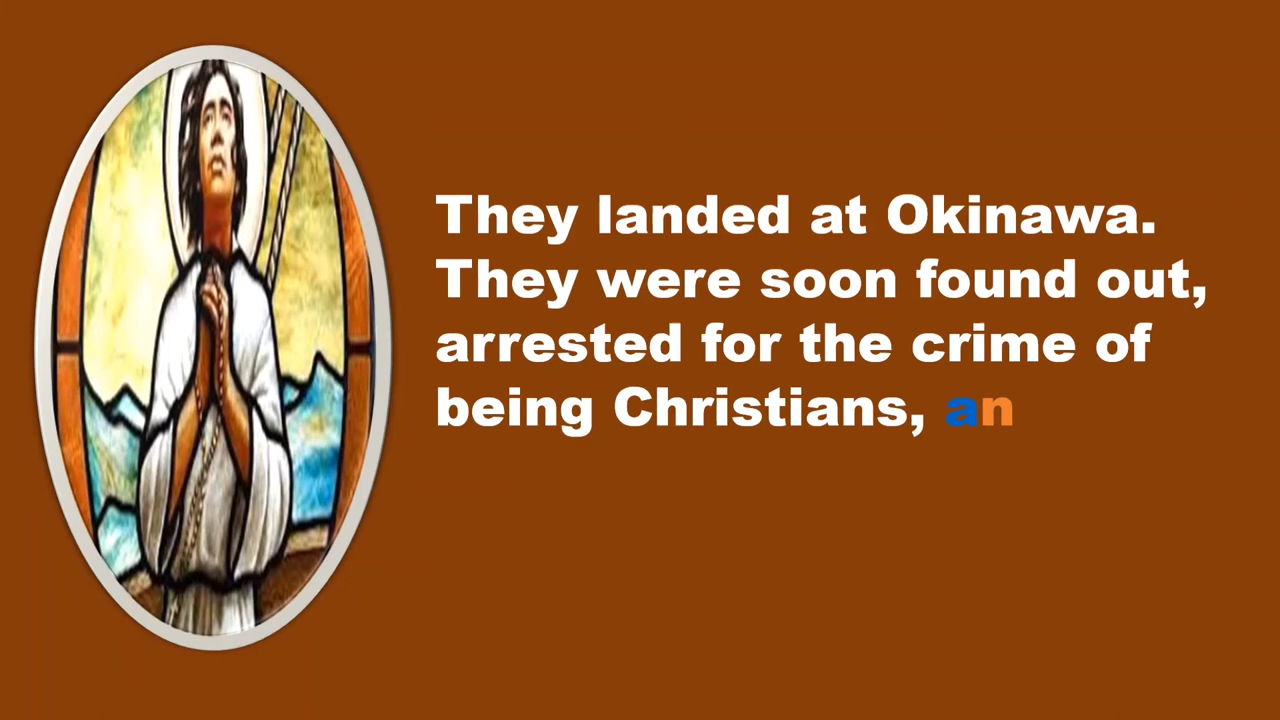 They landed at Okinawa.
They were soon found out,
arrested for the crime of
being Christians, an